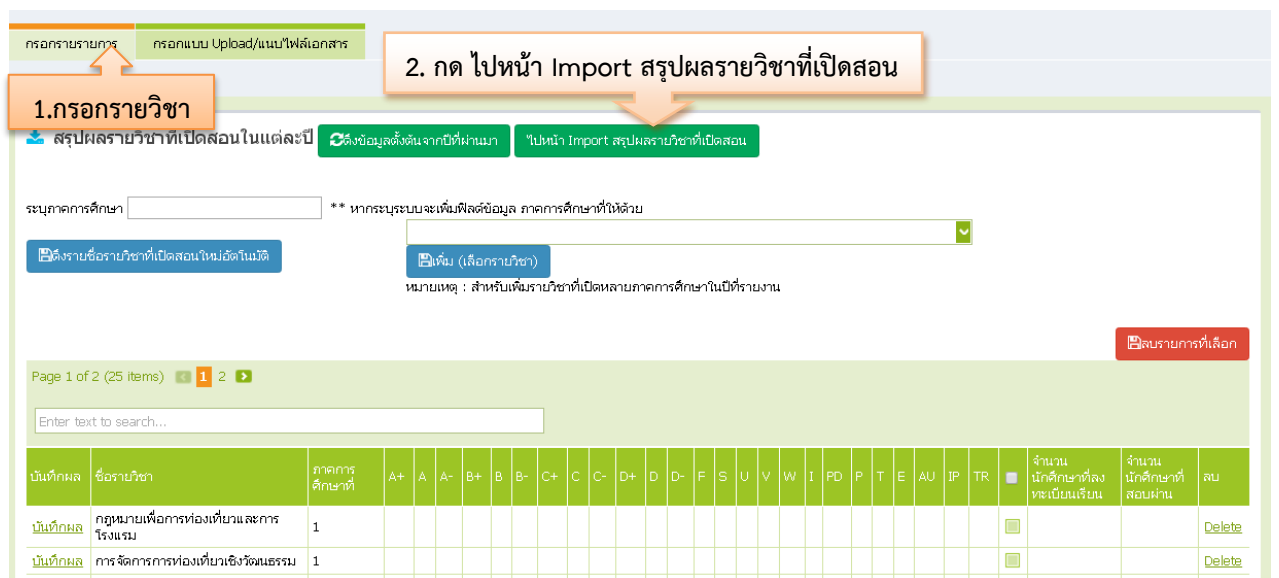 กรอกรายรายการ กรอกแบบ Upload/แนบไฟล์เอกสาร
2. กด ไปหน้า Import สรุปผลรายวิชาที่เปิดสอน
1.กรอกรายวิชา
สรุปผลรายวิชาที่เปิดสอนในแต่ละปี ดึงข้อมูลตั้งต้นจากปีที่ผ่านมา ไปหน้า Import สรุปผลรายวิชาที่เปิดสอน
ระบุภาคการศึกษา ** หากระบุระบบจะเพิ่มฟิลด์ข้อมูล ภาคการศึกษาที่ให้ด้วย
ดึงรายชื่อรายวิชาที่เปิดสอนใหม่อัตโนมัติ เพิ่ม (เลือกรายวิชา)
หมายเหตุ : สำหรับเพิ่มรายวิชาที่เปิดหลายภาคการศึกษาในปีที่รายงาน
ลบรายการที่เลือก
Page 1 of 2 (25 items) 1 2
Enter text to search...
บันทึกผล ชื่อรายวิชา ภาคการศึกษาที่ A+ A A- B+ B B- C+ C C- D+ D D- F S U V W I PD P T E AU IP TR จำนวนนักศึกษาที่ลงทะเบียนเรียน จำนวนนักศึกษาที่สอบผ่าน ลบ
บันทึกผล กฎหมายเพื่อการท่องเที่ยวและการโรงแรม 1 Delete
บันทึกผล การจัดการการท่องเที่ยวเชิงวัฒนธรรม 1 Delete